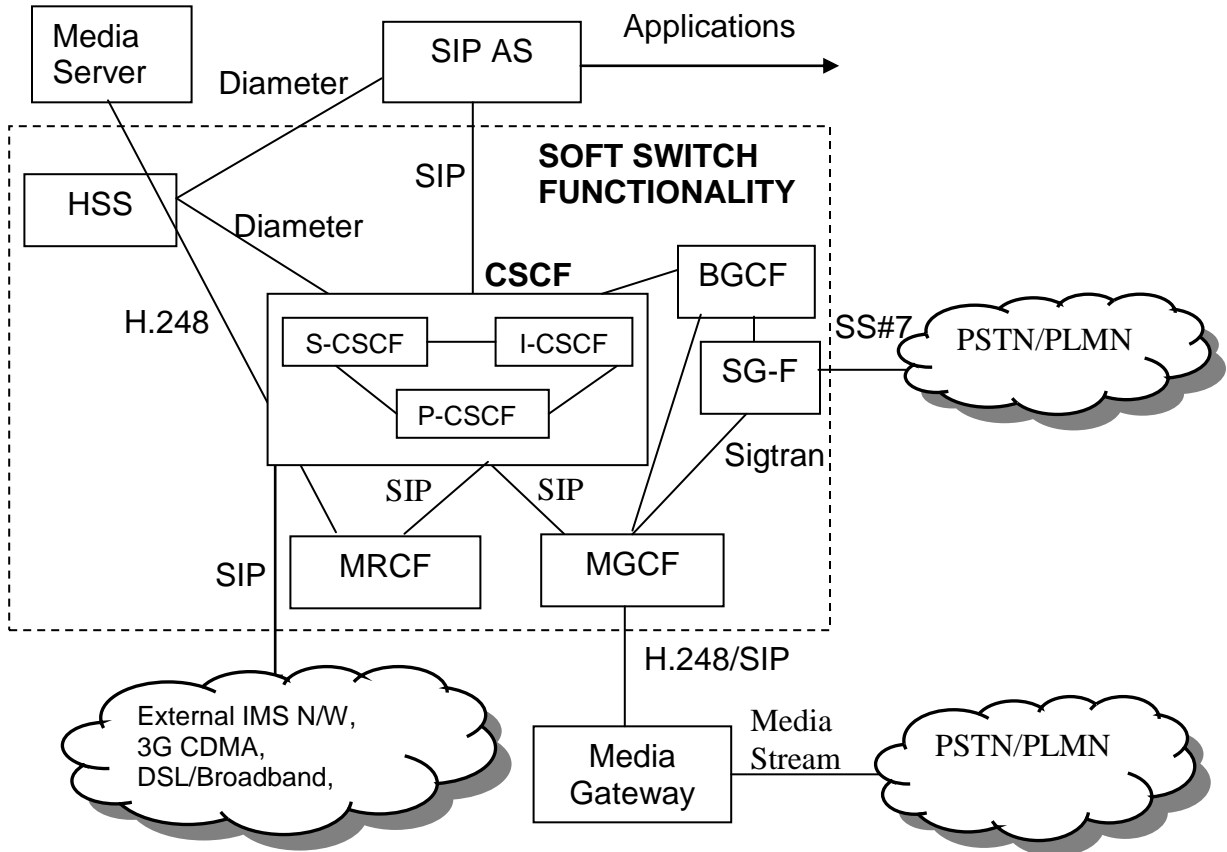 Media
Server
SIP AS
Applications
Diameter
SOFT SWITCH
FUNCTIONALITY
SIP
HSS
Diameter
CSCF
BGCF
H.248
SS#7
PSTN/PLMN
S-CSCF
I-CSCF
SG-F
P-CSCF
Sigtran
SIP
SIP
SIP
MRCF
MGCF
H.248/SIP
External IMS N/W,
3G CDMA,
DSL/Broadband,
Media
Stream
PSTN/PLMN
Media
Gateway